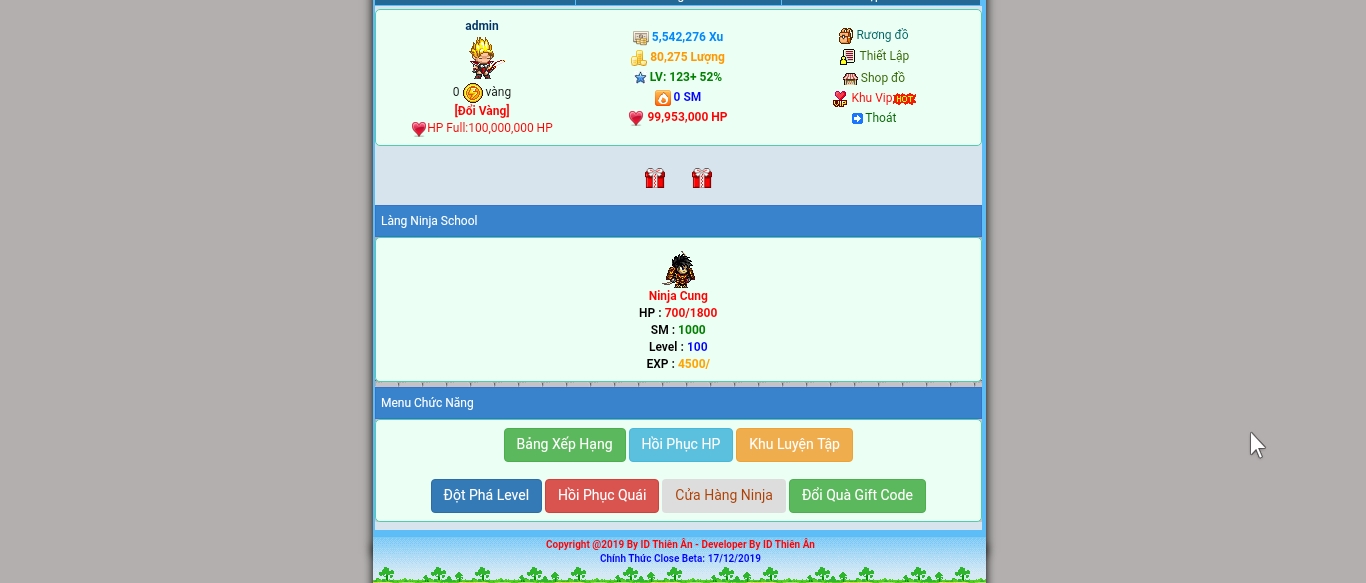 admin
0 vàng
[Đổi Vàng]
HP Full:100,000,000 HP
5,542,276 Xu
80,275 Lượng
LV: 123+ 52%
0 SM
99,953,000 HP
Rương đồ
Thiết Lập
Shop đồ
VIP Khu Vip HOT
Thoát
Làng Ninja School
Ninja Cung
HP : 700/1800
SM : 1000
Level : 100
EXP : 4500/
Menu Chức Năng
Bảng Xếp Hạng Hồi Phục HP Khu Luyện Tập
Đột Phá Level Hồi Phục Quái Cửa Hàng Ninja Đổi Quà Gift Code
Copyright @2019 By ID Thiên Ân - Developer By ID Thiên Ân
Chính Thức Close Beta: 17/12/2019